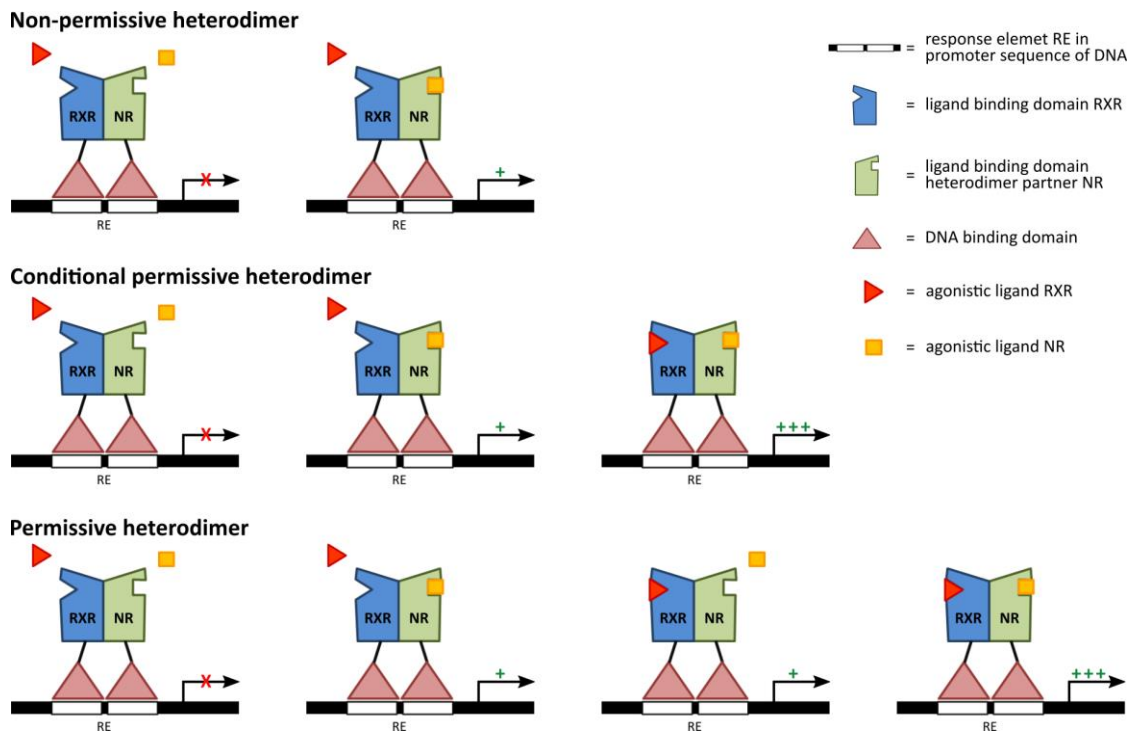 Non-permissive heterodimer
RXR NR RXR NR
X +
RE RE
Conditional permissive heterodimer
RXR NR RXR NR RXR NR
X + +++
RE RE RE
Permissive heterodimer
RXR NR RXR NR RXR NR RXR NR
X + + +++
RE RE RE RE
= response elemet RE in
promoter sequence of DNA
= ligand binding domain RXR
= ligand binding domain
heterodimer partner NR
= DNA binding domain
= agonistic ligand RXR
= agonistic ligand NR